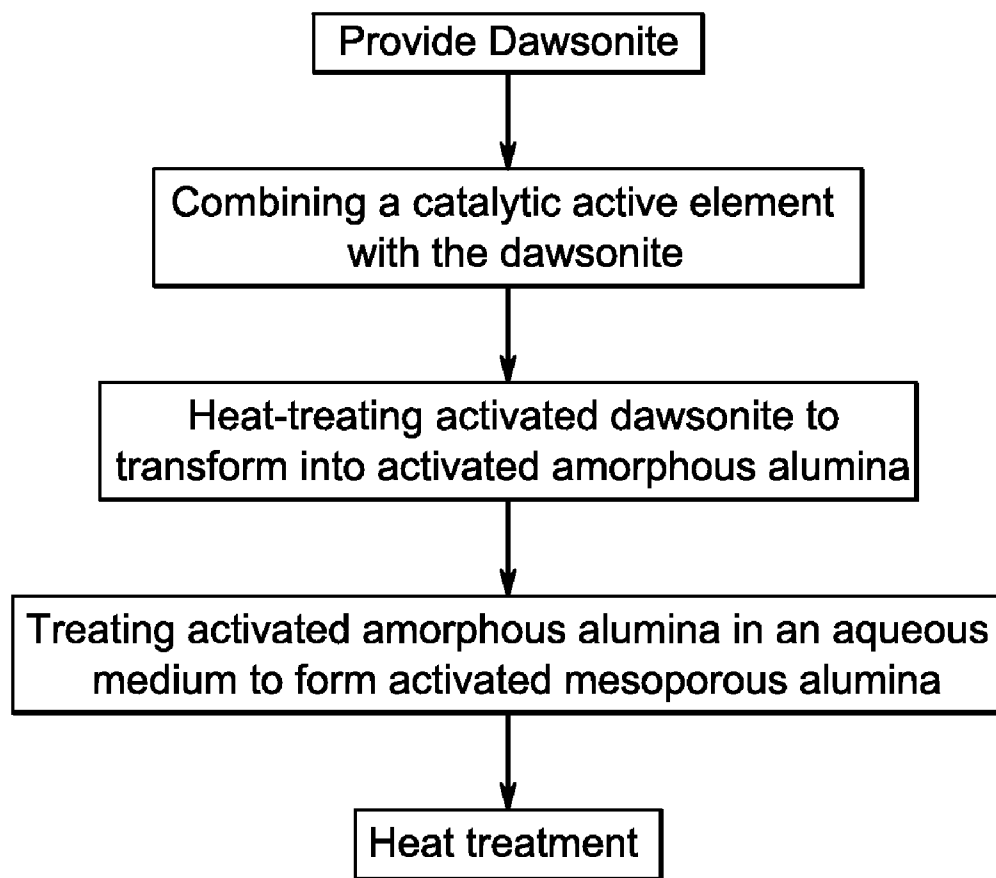 Provide Dawsonite
Combining a catalytic active element
with the dawsonite
Heat-treating activated dawsonite to
transform into activated amorphous alumina
Treating activated amorphous alumina in an aqueous
medium to form activated mesoporous alumina
Heat treatment